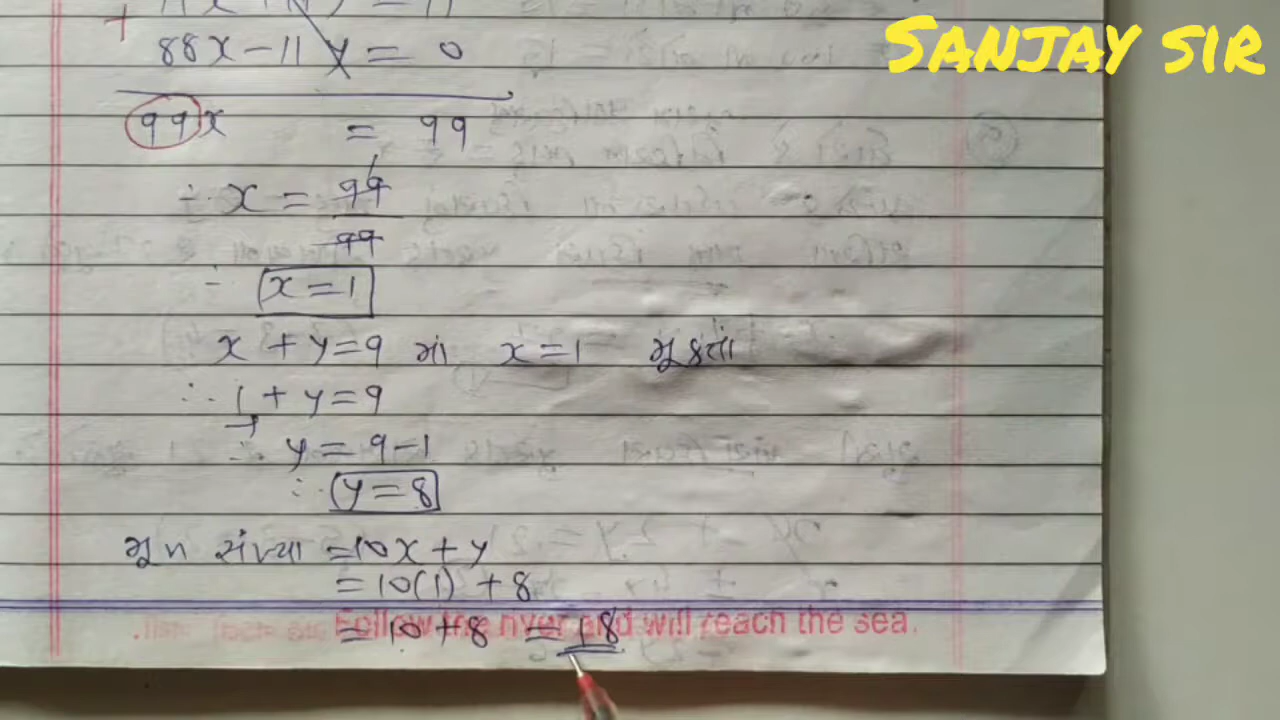 SANJAY SIR
88x - 11y = 0
99x = 99
∴ x = 99
99
∴ x = 1
x + y = 9 માં x = 1 મૂકતા
∴ 1 + y = 9
∴ y = 9 - 1
∴ y = 8
મૂળ સંખ્યા = 10x + y
= 10(1) + 8
= 10 + 8 = 18
Follow the river and will reach the sea.